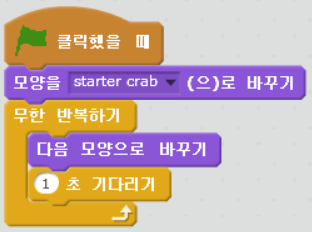 클릭했을 때
모양을 starter crab (으)로 바꾸기
무한 반복하기
다음 모양으로 바꾸기
1 초 기다리기